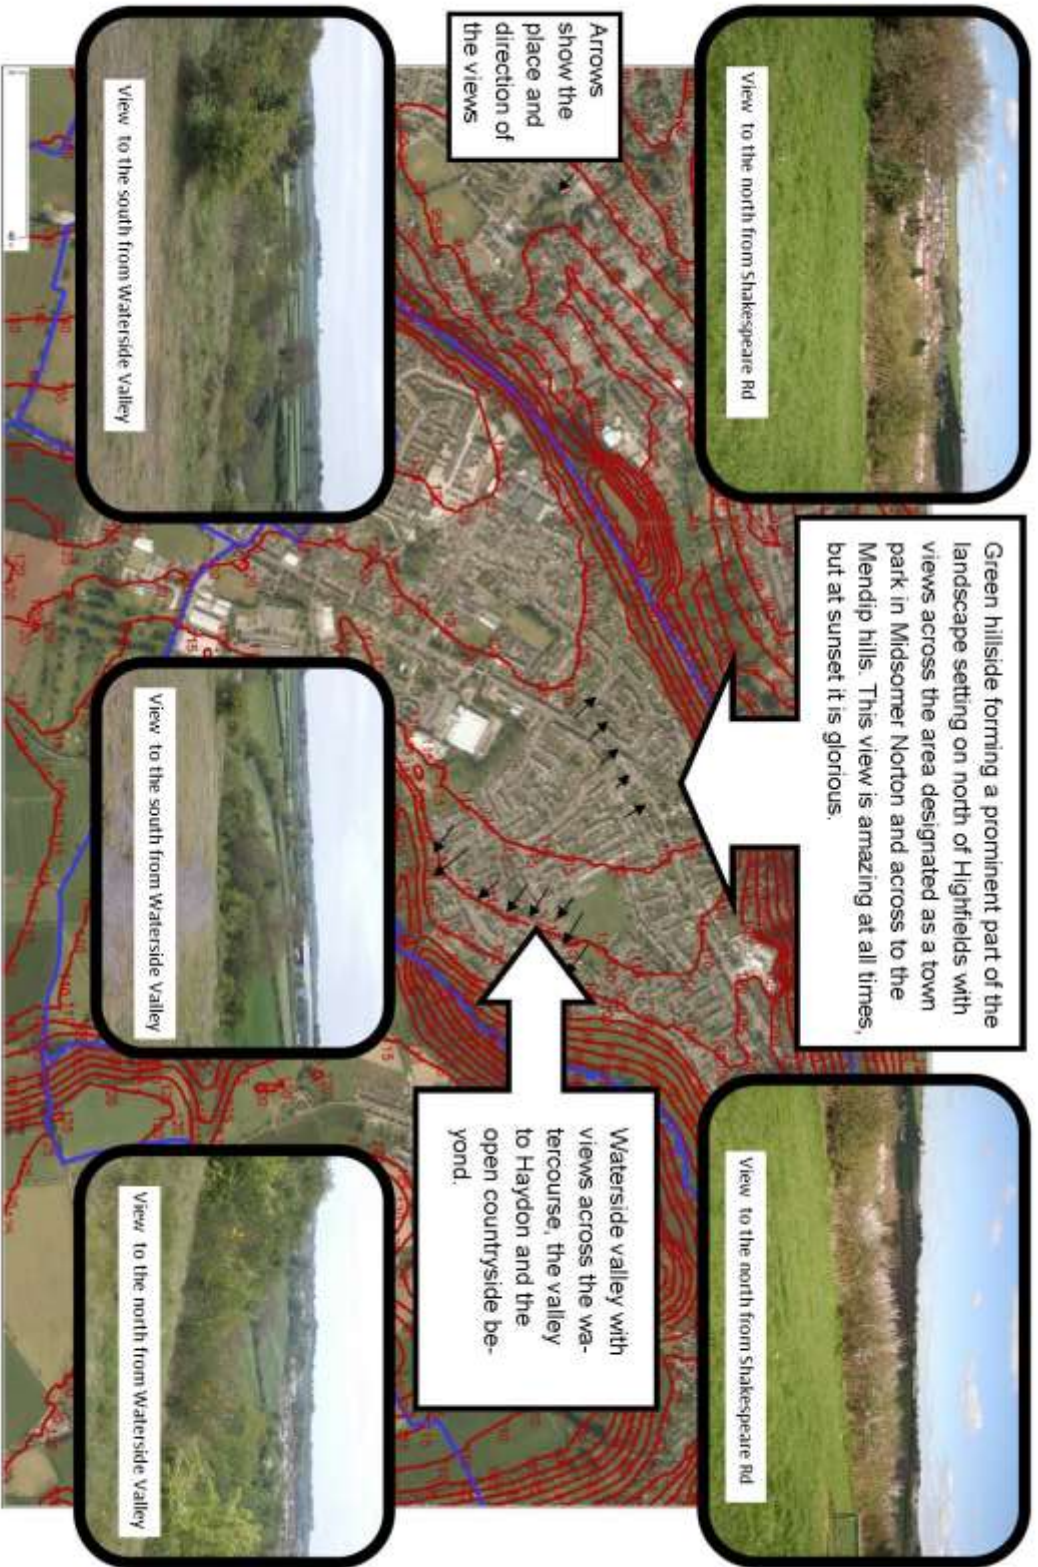 View to the north from Shakespeare Rd
Green hillside forming a prominent part of the
landscape setting on north of Highfields with
views across the area designated as a town
park in Midsomer Norton and across to the
Mendip hills. This view is amazing at all times,
but at sunset it is glorious.
View to the north from Shakespeare Rd
Arrows
show the
place and
direction of
the views
Waterside valley with
views across the wa-
tercourse, the valley
to Haydon and the
open countryside be-
yond.
View to the south from Waterside Valley
View to the south from Waterside Valley
View to the north from Waterside Valley